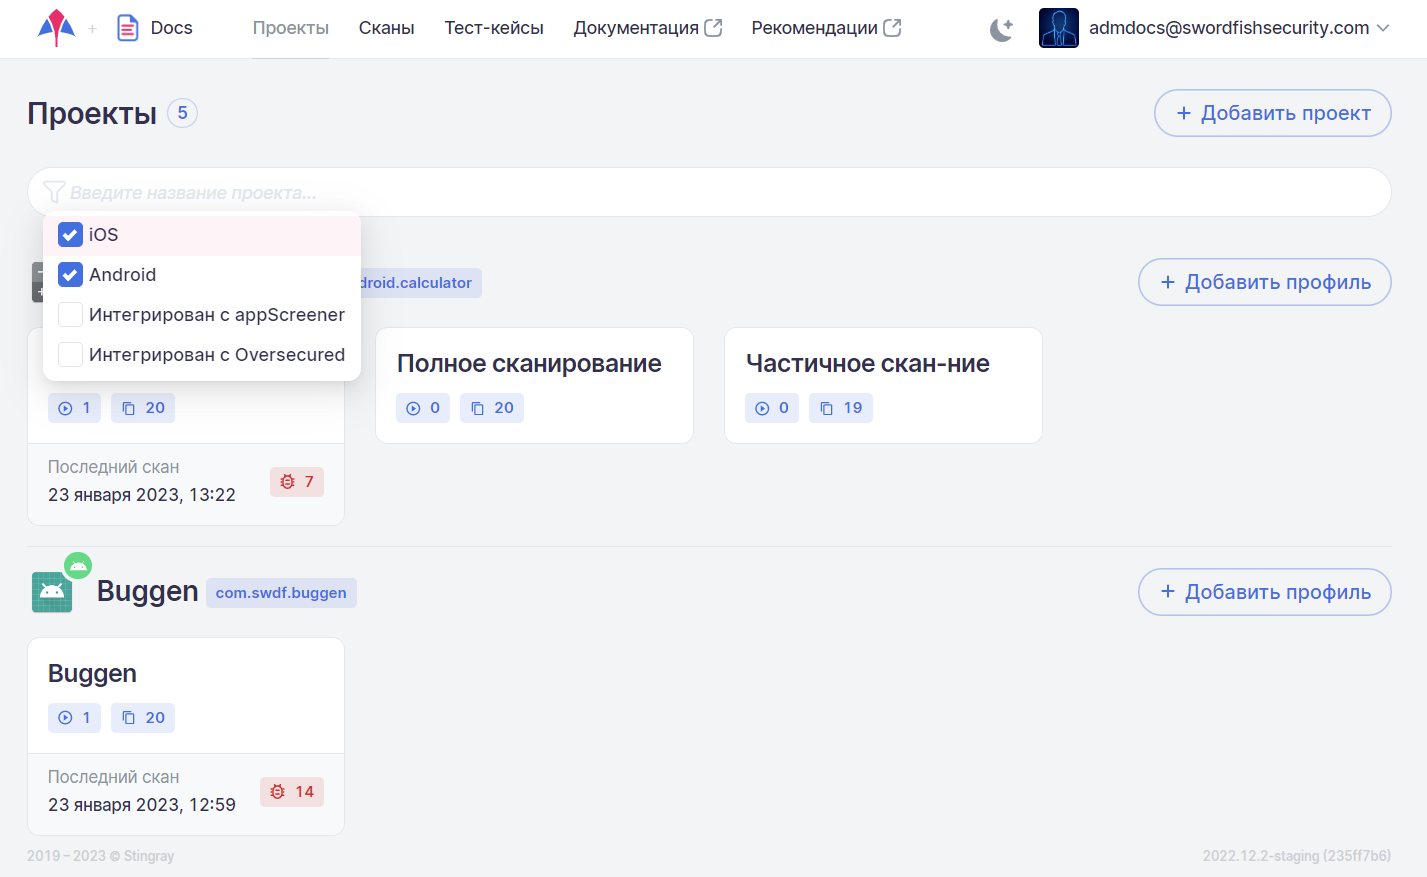 Docs
Проекты
Сканы
Тест-кейсы
Документация
Рекомендации
admdocs@swordfishsecurity.com
Проекты 5
+ Добавить проект
Введите название проекта...
iOS
Android
Интегрирован с appScreener
Интегрирован с Oversecured
droid.calculator
+ Добавить профиль
1 20
Последний скан
23 января 2023, 13:22
7
Полное сканирование
0 20
Частичное скан-ние
0 19
Buggen com.swdf.buggen
+ Добавить профиль
Buggen
1 20
Последний скан
23 января 2023, 12:59
14
2019 – 2023 © Stingray
2022.12.2-staging (235ff7b6)